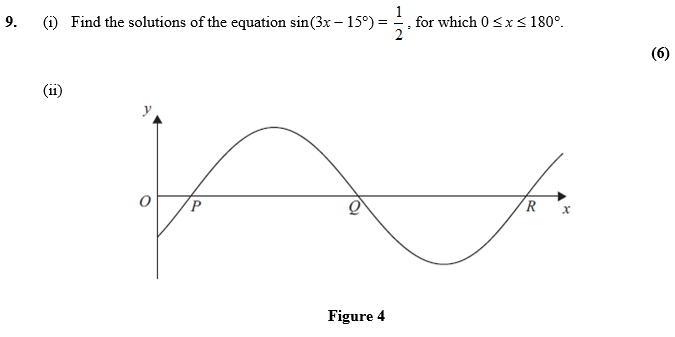 9. (i) Find the solutions of the equation sin(3x – 15°) = 1/2, for which 0 ≤ x ≤ 180°.
(6)
(ii)
y
O P Q R x
Figure 4